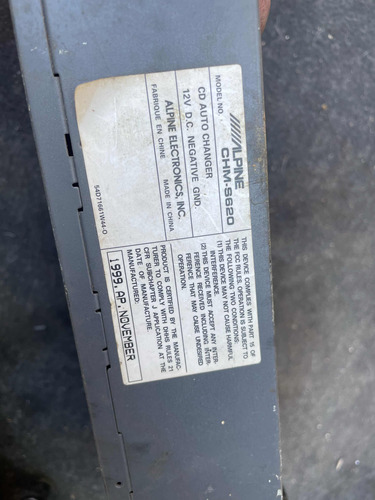 MODEL NO.
ALPINE
CHM-S620
CD AUTO CHANGER
12V D.C. NEGATIVE GND
ALPINE ELECTRONICS, INC.
FABRIQUE EN CHINE MADE IN CHINA
54D71661W44-O
THIS DEVICE COMPLIES WITH PART 15 OF
THE FCC RULES. OPERATION IS SUBJECT TO
THE FOLLOWING TWO CONDITIONS.
(1) THIS DEVICE MAY NOT CAUSE HARMFUL
INTERFERENCE.
(2) THIS DEVICE MUST ACCEPT ANY INTER-
FERENCE RECEIVED INCLUDING INTER-
FERENCE THAT MAY CAUSE UNDESIRED
OPERATION.
PRODUCT IS CERTIFIED BY THE MANUFAC-
TURER TO COMPLY WITH DHHS RULES 21
CFR SUBCHAPTER J APPLICATION AT THE
DATE OF MANUFACTURE.
MANUFACTURED:
1999, AP, NOVEMBER